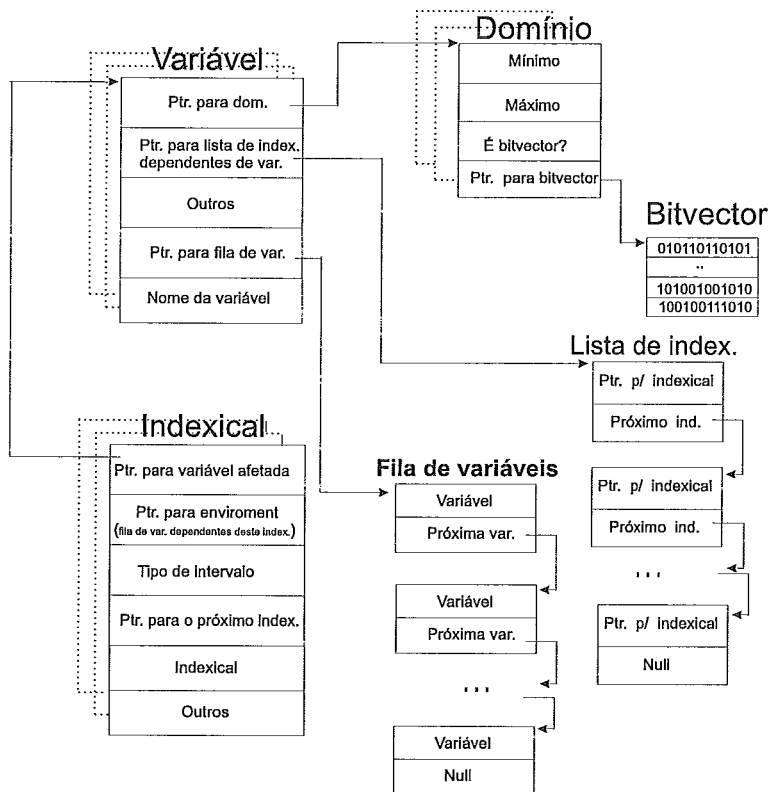 Variável
Ptr. para dom.
Ptr. para lista de index.
dependentes de var.
Outros
Ptr. para fila de var.
Nome da variável
Domínio
Mínimo
Máximo
É bitvector?
Ptr. para bitvector
Bitvector
010110110101
..
101001001010
100100111010
Lista de index.
Ptr. p/ indexical
Próximo ind.
Ptr. p/ indexical
Próximo ind.
...
Ptr. p/ indexical
Null
Indexical
Ptr. para variável afetada
Ptr. para enviroment
(fila de var. dependentes deste index.)
Tipo de intervalo
Ptr. para o próximo index.
Indexical
Outros
Fila de variáveis
Variável
Próxima var.
Variável
Próxima var.
...
Variável
Null